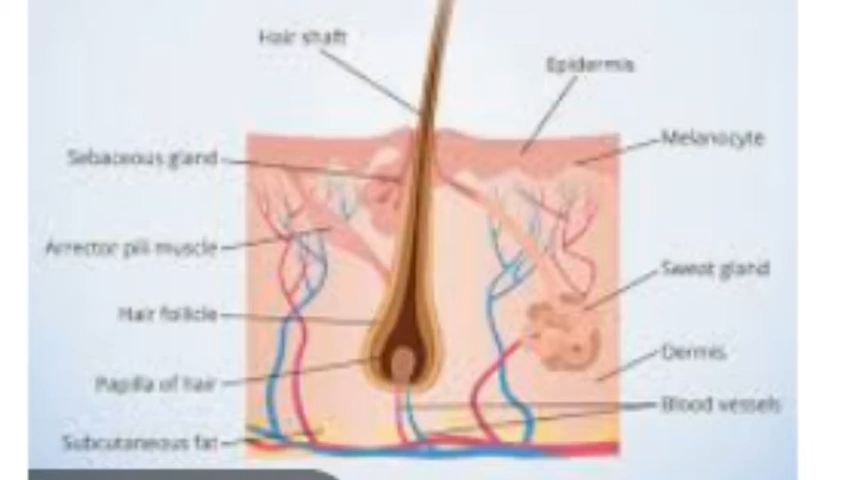 Hair shaft
Epidermis
Melanocyte
Sebaceous gland
Arrector pili muscle
Sweat gland
Hair follicle
Dermis
Papilla of hair
Blood vessels
Subcutaneous fat